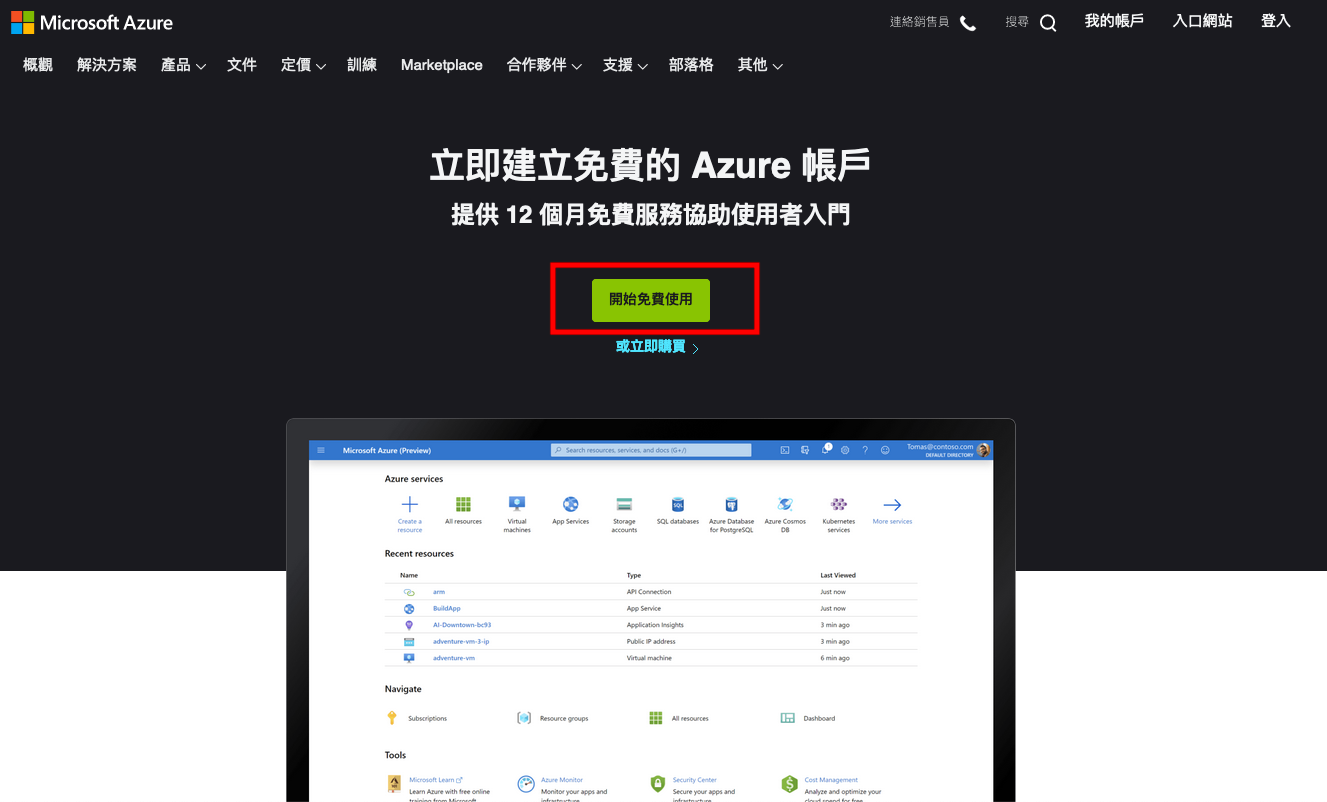 Microsoft Azure
連絡銷售員
搜尋
我的帳戶
入口網站
登入
概觀
解決方案
產品
文件
定價
訓練
Marketplace
合作夥伴
支援
部落格
其他
立即建立免費的 Azure 帳戶
提供 12 個月免費服務協助使用者入門
開始免費使用
或立即購買
Microsoft Azure (Preview)
Search resources, services, and docs (G+/)
1
Tomas@contoso.com
DEFAULT DIRECTORY
Azure services
Create a
resource
All resources
Virtual
machines
App Services
Storage
accounts
SQL databases
Azure Database
for PostgreSQL
Azure Cosmos
DB
Kubernetes
services
More services
Recent resources
Name Type Last Viewed
arm API Connection Just now
BuildApp App Service Just now
AI-Downtown-bc93 Application Insights 3 min ago
adventure-vm-3-ip Public IP address 3 min ago
adventure-vm Virtual machine 6 min ago
Navigate
Subscriptions
Resource groups
All resources
Dashboard
Tools
Microsoft Learn
Learn Azure with free online
training from Microsoft
Azure Monitor
Monitor your apps and
infrastructure
Security Center
Secure your apps and
infrastructure
Cost Management
Analyze and optimize your
cloud spend for free